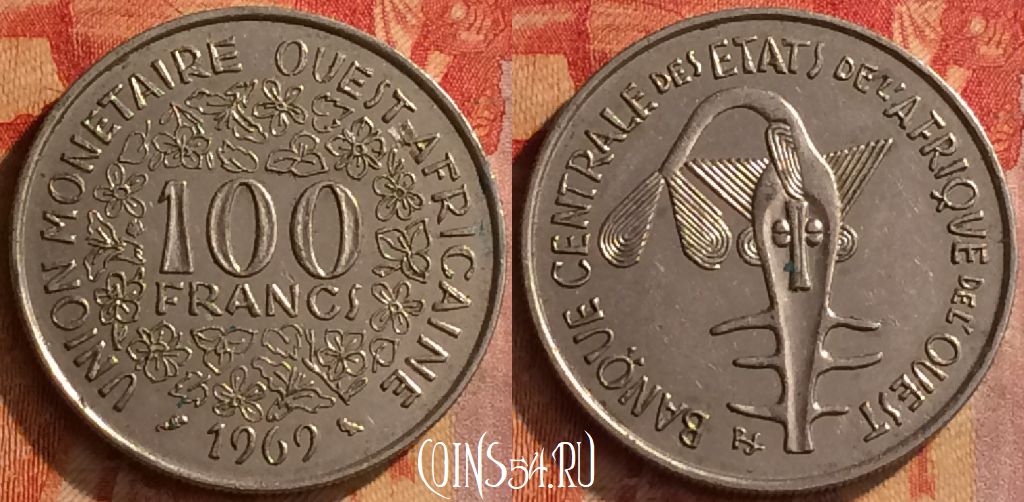 UNION MONETAIRE OUEST AFRICAINE
100
FRANCS
1969
BANQUE CENTRALE DES ETATS DE L'AFRIQUE DE L'OUEST
COINS54.RU